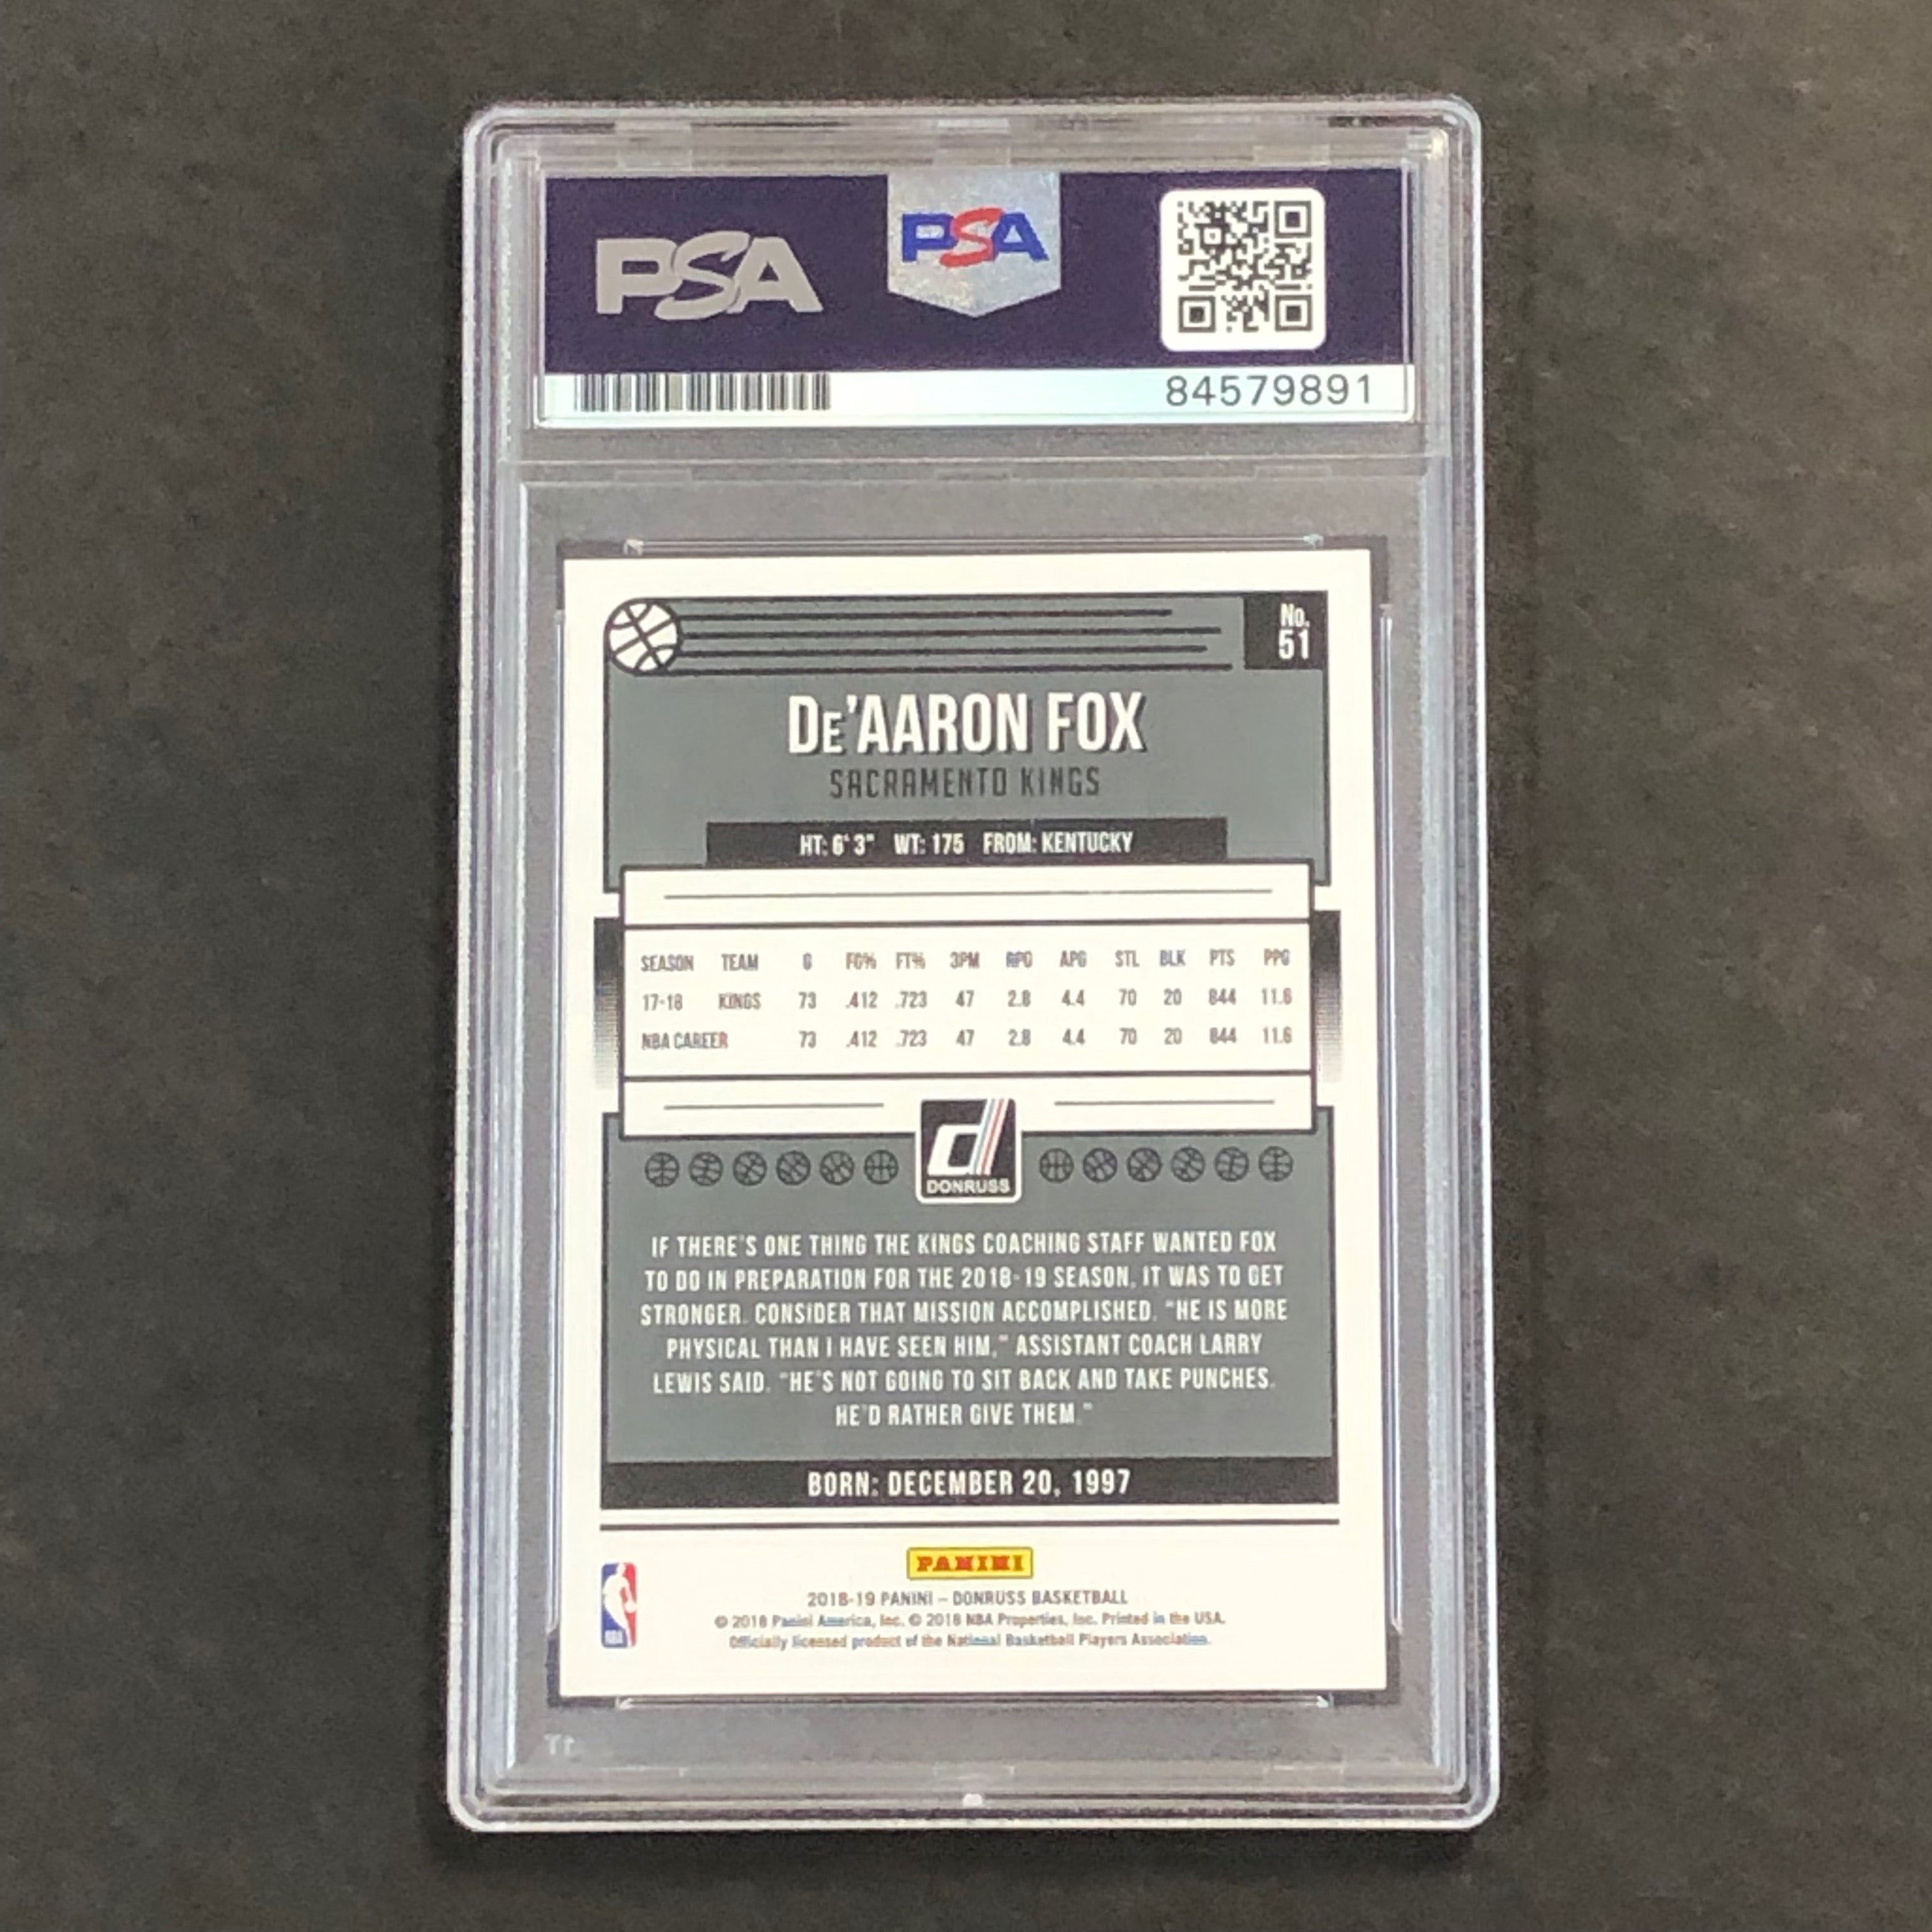 PSA PSA
84579891
No.
51
De'AARON FOX
SACRAMENTO KINGS
HT: 6' 3" WT: 175 FROM: KENTUCKY
SEASON TEAM G FG% FT% 3PM RPG APG STL BLK PTS PPG
17-18 KINGS 73 .412 .723 47 2.8 4.4 70 20 844 11.6
NBA CAREER 73 .412 .723 47 2.8 4.4 70 20 844 11.6
d
DONRUSS
IF THERE'S ONE THING THE KINGS COACHING STAFF WANTED FOX
TO DO IN PREPARATION FOR THE 2018-19 SEASON, IT WAS TO GET
STRONGER. CONSIDER THAT MISSION ACCOMPLISHED. "HE IS MORE
PHYSICAL THAN I HAVE SEEN HIM," ASSISTANT COACH LARRY
LEWIS SAID. "HE'S NOT GOING TO SIT BACK AND TAKE PUNCHES.
HE'D RATHER GIVE THEM."
BORN: DECEMBER 20, 1997
PANINI
NBA
2018-19 PANINI – DONRUSS BASKETBALL
© 2018 Panini America, Inc. © 2018 NBA Properties, Inc. Printed in the USA.
Officially licensed product of the National Basketball Players Association.